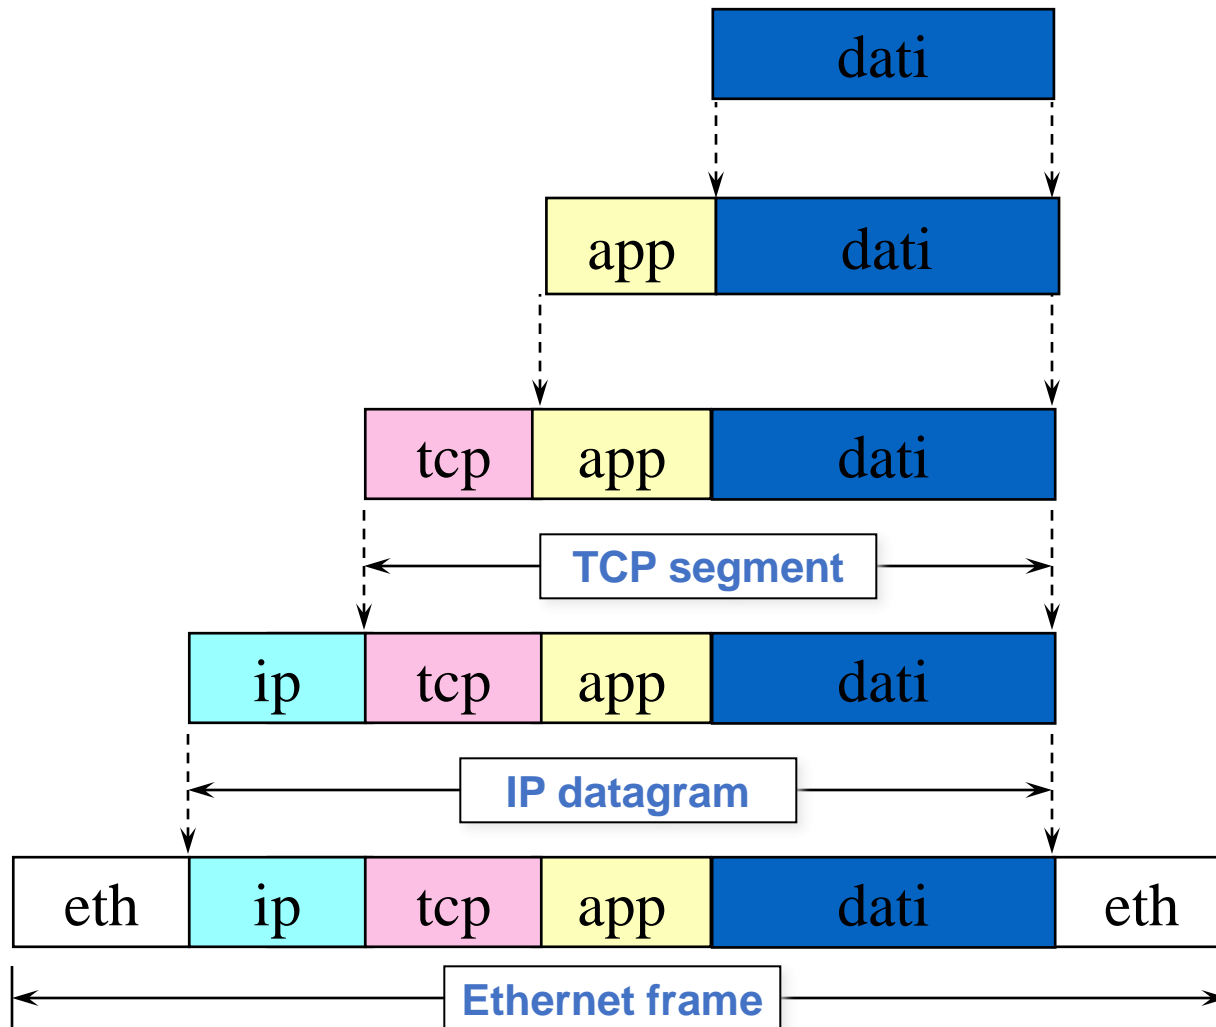 dati
app dati
tcp app dati
TCP segment
ip tcp app dati
IP datagram
eth ip tcp app dati eth
Ethernet frame